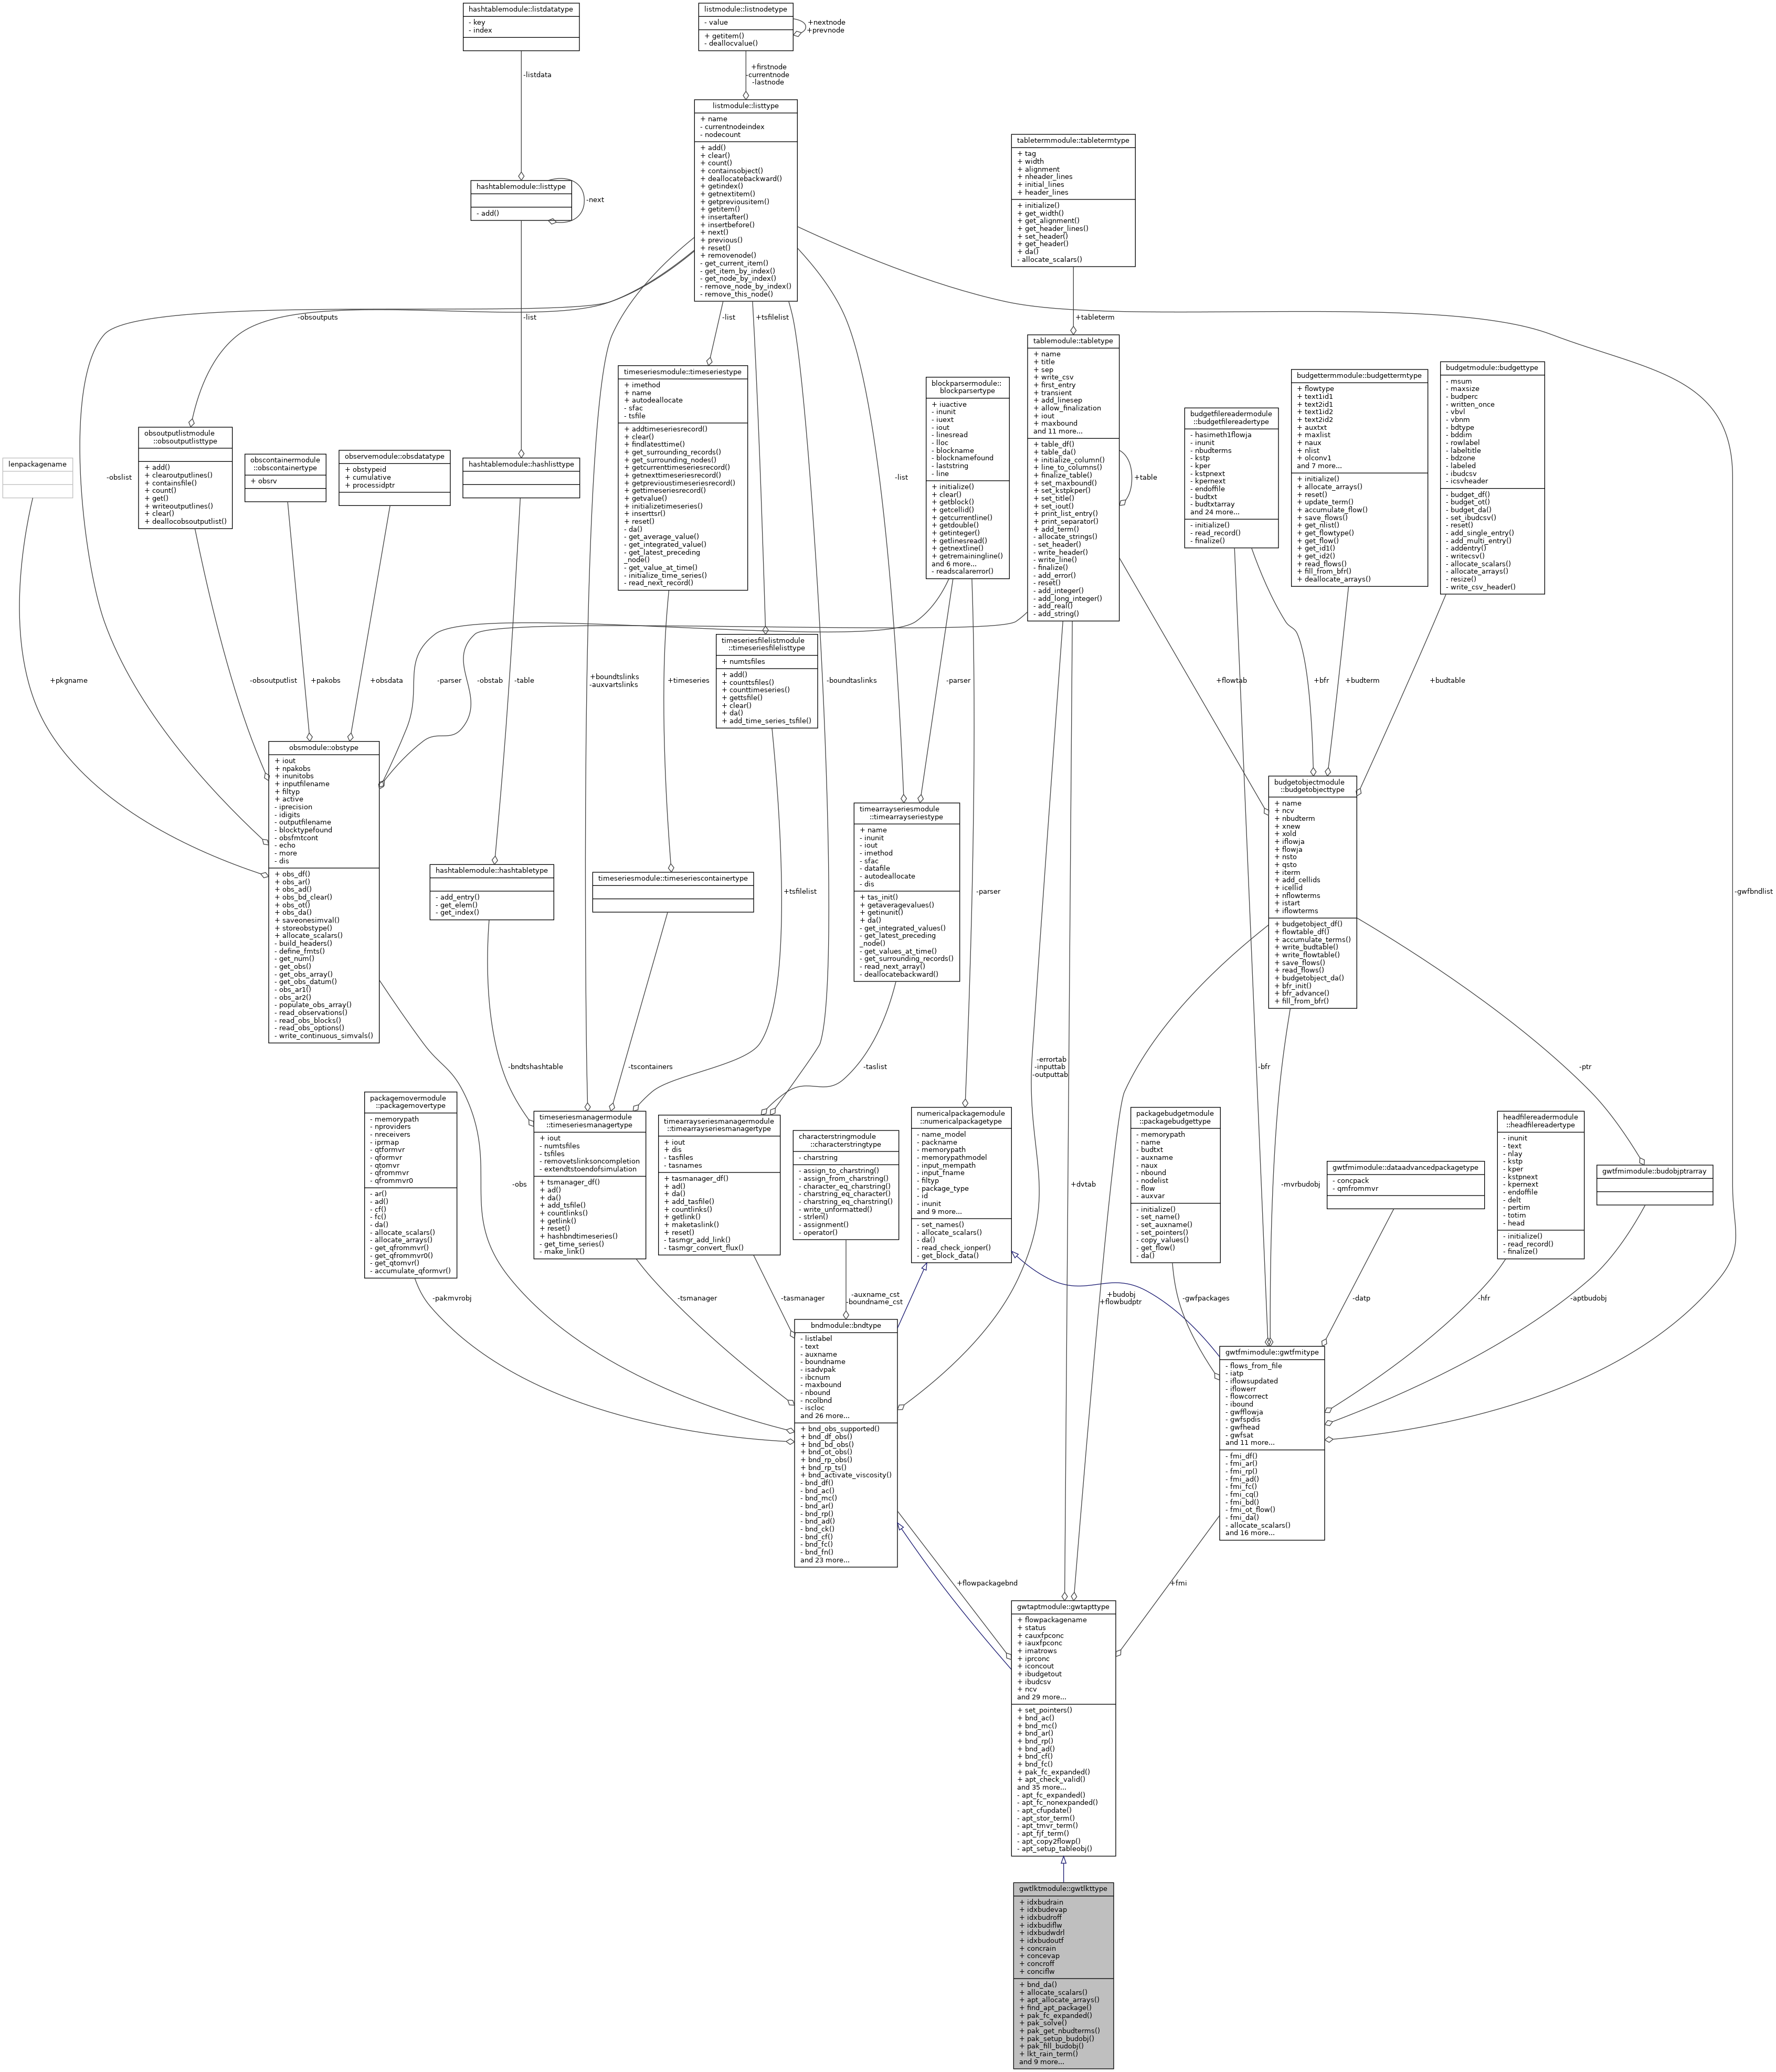 hashtablemodule::listdatatype
- key
- index
listmodule::listnodetype
- value
+ getitem()
- deallocvalue()
+nextnode
+prevnode
-listdata
+firstnode
-currentnode
-lastnode
hashtablemodule::listtype
- add()
-next
listmodule::listtype
+ name
- currentnodeindex
- nodecount
+ add()
+ clear()
+ count()
+ containsobject()
+ deallocatebackward()
+ getindex()
+ getnextitem()
+ getpreviousitem()
+ getitem()
+ insertafter()
+ insertbefore()
+ next()
+ previous()
+ reset()
+ removenode()
- get_current_item()
- get_item_by_index()
- get_node_by_index()
- remove_node_by_index()
- remove_this_node()
tabletermmodule::tabletermtype
+ tag
+ width
+ alignment
+ nheader_lines
+ initial_lines
+ header_lines
+ initialize()
+ get_width()
+ get_alignment()
+ get_header_lines()
+ set_header()
+ get_header()
+ da()
- allocate_scalars()
-obsoutputs
-list
-list
+tsfilelist
+tableterm
lenpackagename
obsoutputlistmodule
::obsoutputlisttype
+ add()
+ clearoutputlines()
+ containsfile()
+ count()
+ get()
+ writeoutputlines()
+ clear()
+ deallocobsoutputlist()
-obslist
obscontainermodule
::obscontainertype
+ obsrv
observemodule::obsdatatype
+ obstypeid
+ cumulative
+ processidptr
hashtablemodule::hashlisttype
timeseriesmodule::timeseriestype
+ imethod
+ name
+ autodeallocate
- sfac
- tsfile
+ addtimeseriesrecord()
+ clear()
+ findlatesttime()
+ get_surrounding_records()
+ get_surrounding_nodes()
+ getcurrenttimeseriesrecord()
+ getnexttimeseriesrecord()
+ getprevioustimeseriesrecord()
+ gettimeseriesrecord()
+ getvalue()
+ initializetimeseries()
+ inserttsr()
+ reset()
- da()
- get_average_value()
- get_integrated_value()
- get_latest_preceding
_node()
- get_value_at_time()
- initialize_time_series()
- read_next_record()
-list
blockparsermodule::
blockparsertype
+ iuactive
- inunit
- iuext
- iout
- linesread
- lloc
- blockname
- blocknamefound
- laststring
- line
+ initialize()
+ clear()
+ getblock()
+ getcellid()
+ getcurrentline()
+ getdouble()
+ getinteger()
+ getlinesread()
+ getnextline()
+ getremainingline()
and 6 more...
- readscalarerror()
tablemodule::tabletype
+ name
+ title
+ sep
+ write_csv
+ first_entry
+ transient
+ add_linesep
+ allow_finalization
+ iout
+ maxbound
and 11 more...
+ table_df()
+ table_da()
+ initialize_column()
+ line_to_columns()
+ finalize_table()
+ set_maxbound()
+ set_kstpkper()
+ set_title()
+ set_iout()
+ print_list_entry()
+ print_separator()
+ add_term()
- allocate_strings()
- set_header()
- write_header()
- write_line()
- finalize()
- add_error()
- reset()
- add_integer()
- add_long_integer()
- add_real()
- add_string()
+table
budgetfilereadermodule
::budgetfilereadertype
- hasimeth1flowja
- inunit
- nbudterms
- kstp
- kper
- kstpnext
- kpernext
- endoffile
- budtxt
- budtxtarray
and 24 more...
- initialize()
- read_record()
- finalize()
budgettermmodule::budgettermtype
+ flowtype
+ text1id1
+ text2id1
+ text1id2
+ text2id2
+ auxtxt
+ maxlist
+ naux
+ nlist
+ olconv1
and 7 more...
+ initialize()
+ allocate_arrays()
+ reset()
+ update_term()
+ accumulate_flow()
+ save_flows()
+ get_nlist()
+ get_flowtype()
+ get_flow()
+ get_id1()
+ get_id2()
+ read_flows()
+ fill_from_bfr()
+ deallocate_arrays()
budgetmodule::budgettype
- msum
- maxsize
- budperc
- written_once
- vbvl
- vbnm
- bdtype
- bddim
- rowlabel
- labeltitle
- bdzone
- labeled
- ibudcsv
- icsvheader
- budget_df()
- budget_ot()
- budget_da()
- set_ibudcsv()
- reset()
- add_single_entry()
- add_multi_entry()
- addentry()
- writecsv()
- allocate_scalars()
- allocate_arrays()
- resize()
- write_csv_header()
timeseriesfilelistmodule
::timeseriesfilelisttype
+ numtsfiles
+ add()
+ counttsfiles()
+ counttimeseries()
+ gettsfile()
+ clear()
+ da()
+ add_time_series_tsfile()
+pkgname
-obsoutputlist
+pakobs
+obsdata
-parser
-obstab
-table
+boundtslinks
-auxvartslinks
+timeseries
-boundtaslinks
-parser
+flowtab
+bfr
+budterm
+budtable
obsmodule::obstype
+ iout
+ npakobs
+ inunitobs
+ inputfilename
+ filtyp
+ active
- iprecision
- idigits
- outputfilename
- blocktypefound
- obsfmtcont
- echo
- more
- dis
+ obs_df()
+ obs_ar()
+ obs_ad()
+ obs_bd_clear()
+ obs_ot()
+ obs_da()
+ saveonesimval()
+ storeobstype()
+ allocate_scalars()
- build_headers()
- define_fmts()
- get_num()
- get_obs()
- get_obs_array()
- get_obs_datum()
- obs_ar1()
- obs_ar2()
- populate_obs_array()
- read_observations()
- read_obs_blocks()
- read_obs_options()
- write_continuous_simvals()
hashtablemodule::hashtabletype
- add_entry()
- get_elem()
- get_index()
timeseriesmodule::timeseriescontainertype
+tsfilelist
timearrayseriesmodule
::timearrayseriestype
+ name
- inunit
- iout
- imethod
- sfac
- datafile
- autodeallocate
- dis
+ tas_init()
+ getaveragevalues()
+ getinunit()
+ da()
- get_integrated_values()
- get_latest_preceding
_node()
- get_values_at_time()
- get_surrounding_records()
- read_next_array()
- deallocatebackward()
-parser
budgetobjectmodule
::budgetobjecttype
+ name
+ ncv
+ nbudterm
+ xnew
+ xold
+ iflowja
+ flowja
+ nsto
+ qsto
+ iterm
+ add_cellids
+ icellid
+ nflowterms
+ istart
+ iflowterms
+ budgetobject_df()
+ flowtable_df()
+ accumulate_terms()
+ write_budtable()
+ write_flowtable()
+ save_flows()
+ read_flows()
+ budgetobject_da()
+ bfr_init()
+ bfr_advance()
+ fill_from_bfr()
-gwfbndlist
-bndtshashtable
-tscontainers
-taslist
-errortab
-inputtab
-outputtab
-bfr
-ptr
packagemovermodule
::packagemovertype
- memorypath
- nproviders
- nreceivers
- iprmap
- qtformvr
- qformvr
- qtomvr
- qfrommvr
- qfrommvr0
- ar()
- ad()
- cf()
- fc()
- da()
- allocate_scalars()
- allocate_arrays()
- get_qfrommvr()
- get_qfrommvr0()
- get_qtomvr()
- accumulate_qformvr()
-obs
timeseriesmanagermodule
::timeseriesmanagertype
+ iout
- numtsfiles
- tsfiles
- removetslinksoncompletion
- extendtstoendofsimulation
+ tsmanager_df()
+ ad()
+ da()
+ add_tsfile()
+ countlinks()
+ getlink()
+ reset()
+ hashbndtimeseries()
- get_time_series()
- make_link()
timearrayseriesmanagermodule
::timearrayseriesmanagertype
+ iout
+ dis
- tasfiles
- tasnames
+ tasmanager_df()
+ ad()
+ da()
+ add_tasfile()
+ countlinks()
+ getlink()
+ maketaslink()
+ reset()
- tasmgr_add_link()
- tasmgr_convert_flux()
characterstringmodule
::characterstringtype
- charstring
- assign_to_charstring()
- assign_from_charstring()
- character_eq_charstring()
- charstring_eq_character()
- charstring_eq_charstring()
- write_unformatted()
- strlen()
- assignment()
- operator()
numericalpackagemodule
::numericalpackagetype
- name_model
- packname
- memorypath
- memorypathmodel
- input_mempath
- input_fname
- filtyp
- package_type
- id
- inunit
and 9 more...
- set_names()
- allocate_scalars()
- da()
- read_check_ionper()
- get_block_data()
+dvtab
packagebudgetmodule
::packagebudgettype
- memorypath
- name
- budtxt
- auxname
- naux
- nbound
- nodelist
- flow
- auxvar
- initialize()
- set_name()
- set_auxname()
- set_pointers()
- copy_values()
- get_flow()
- da()
-mvrbudobj
gwtfmimodule::dataadvancedpackagetype
- concpack
- qmfrommvr
headfilereadermodule
::headfilereadertype
- inunit
- text
- nlay
- kstp
- kper
- kstpnext
- kpernext
- endoffile
- delt
- pertim
- totim
- head
- initialize()
- read_record()
- finalize()
gwtfmimodule::budobjptrarray
-pakmvrobj
-tsmanager
-tasmanager
-auxname_cst
-boundname_cst
+budobj
+flowbudptr
-gwfpackages
-datp
-hfr
-aptbudobj
bndmodule::bndtype
- listlabel
- text
- auxname
- boundname
- isadvpak
- ibcnum
- maxbound
- nbound
- ncolbnd
- iscloc
and 26 more...
+ bnd_obs_supported()
+ bnd_df_obs()
+ bnd_bd_obs()
+ bnd_ot_obs()
+ bnd_rp_obs()
+ bnd_rp_ts()
+ bnd_activate_viscosity()
- bnd_df()
- bnd_ac()
- bnd_mc()
- bnd_ar()
- bnd_rp()
- bnd_ad()
- bnd_ck()
- bnd_cf()
- bnd_fc()
- bnd_fn()
and 23 more...
gwtfmimodule::gwtfmitype
- flows_from_file
- iatp
- iflowsupdated
- iflowerr
- flowcorrect
- ibound
- gwfflowja
- gwfspdis
- gwfhead
- gwfsat
and 11 more...
- fmi_df()
- fmi_ar()
- fmi_rp()
- fmi_ad()
- fmi_fc()
- fmi_cq()
- fmi_bd()
- fmi_ot_flow()
- fmi_da()
- allocate_scalars()
and 16 more...
+flowpackagebnd
+fmi
gwtaptmodule::gwtapttype
+ flowpackagename
+ status
+ cauxfpconc
+ iauxfpconc
+ imatrows
+ iprconc
+ iconcout
+ ibudgetout
+ ibudcsv
+ ncv
and 29 more...
+ set_pointers()
+ bnd_ac()
+ bnd_mc()
+ bnd_ar()
+ bnd_rp()
+ bnd_ad()
+ bnd_cf()
+ bnd_fc()
+ pak_fc_expanded()
+ apt_check_valid()
and 35 more...
- apt_fc_expanded()
- apt_fc_nonexpanded()
- apt_cfupdate()
- apt_stor_term()
- apt_tmvr_term()
- apt_fjf_term()
- apt_copy2flowp()
- apt_setup_tableobj()
gwtlktmodule::gwtlkttype
+ idxbudrain
+ idxbudevap
+ idxbudroff
+ idxbudiflw
+ idxbudwdrl
+ idxbudoutf
+ concrain
+ concevap
+ concroff
+ conciflw
+ bnd_da()
+ allocate_scalars()
+ apt_allocate_arrays()
+ find_apt_package()
+ pak_fc_expanded()
+ pak_solve()
+ pak_get_nbudterms()
+ pak_setup_budobj()
+ pak_fill_budobj()
+ lkt_rain_term()
and 9 more...